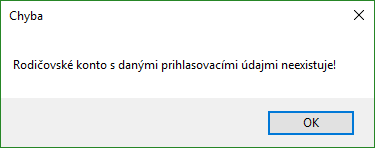 Chyba
Rodičovské konto s danými prihlasovacími údajmi neexistuje!
OK